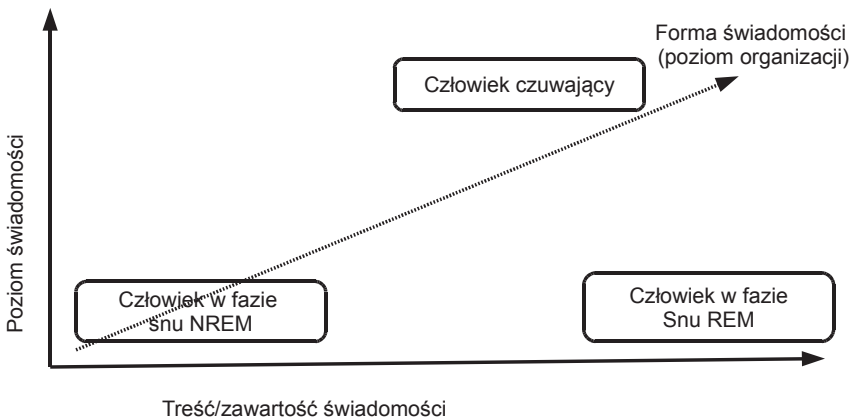 Forma świadomości
(poziom organizacji)
Człowiek czuwający
Poziom świadomości
Człowiek w fazie
snu NREM
Człowiek w fazie
Snu REM
Treść/zawartość świadomości